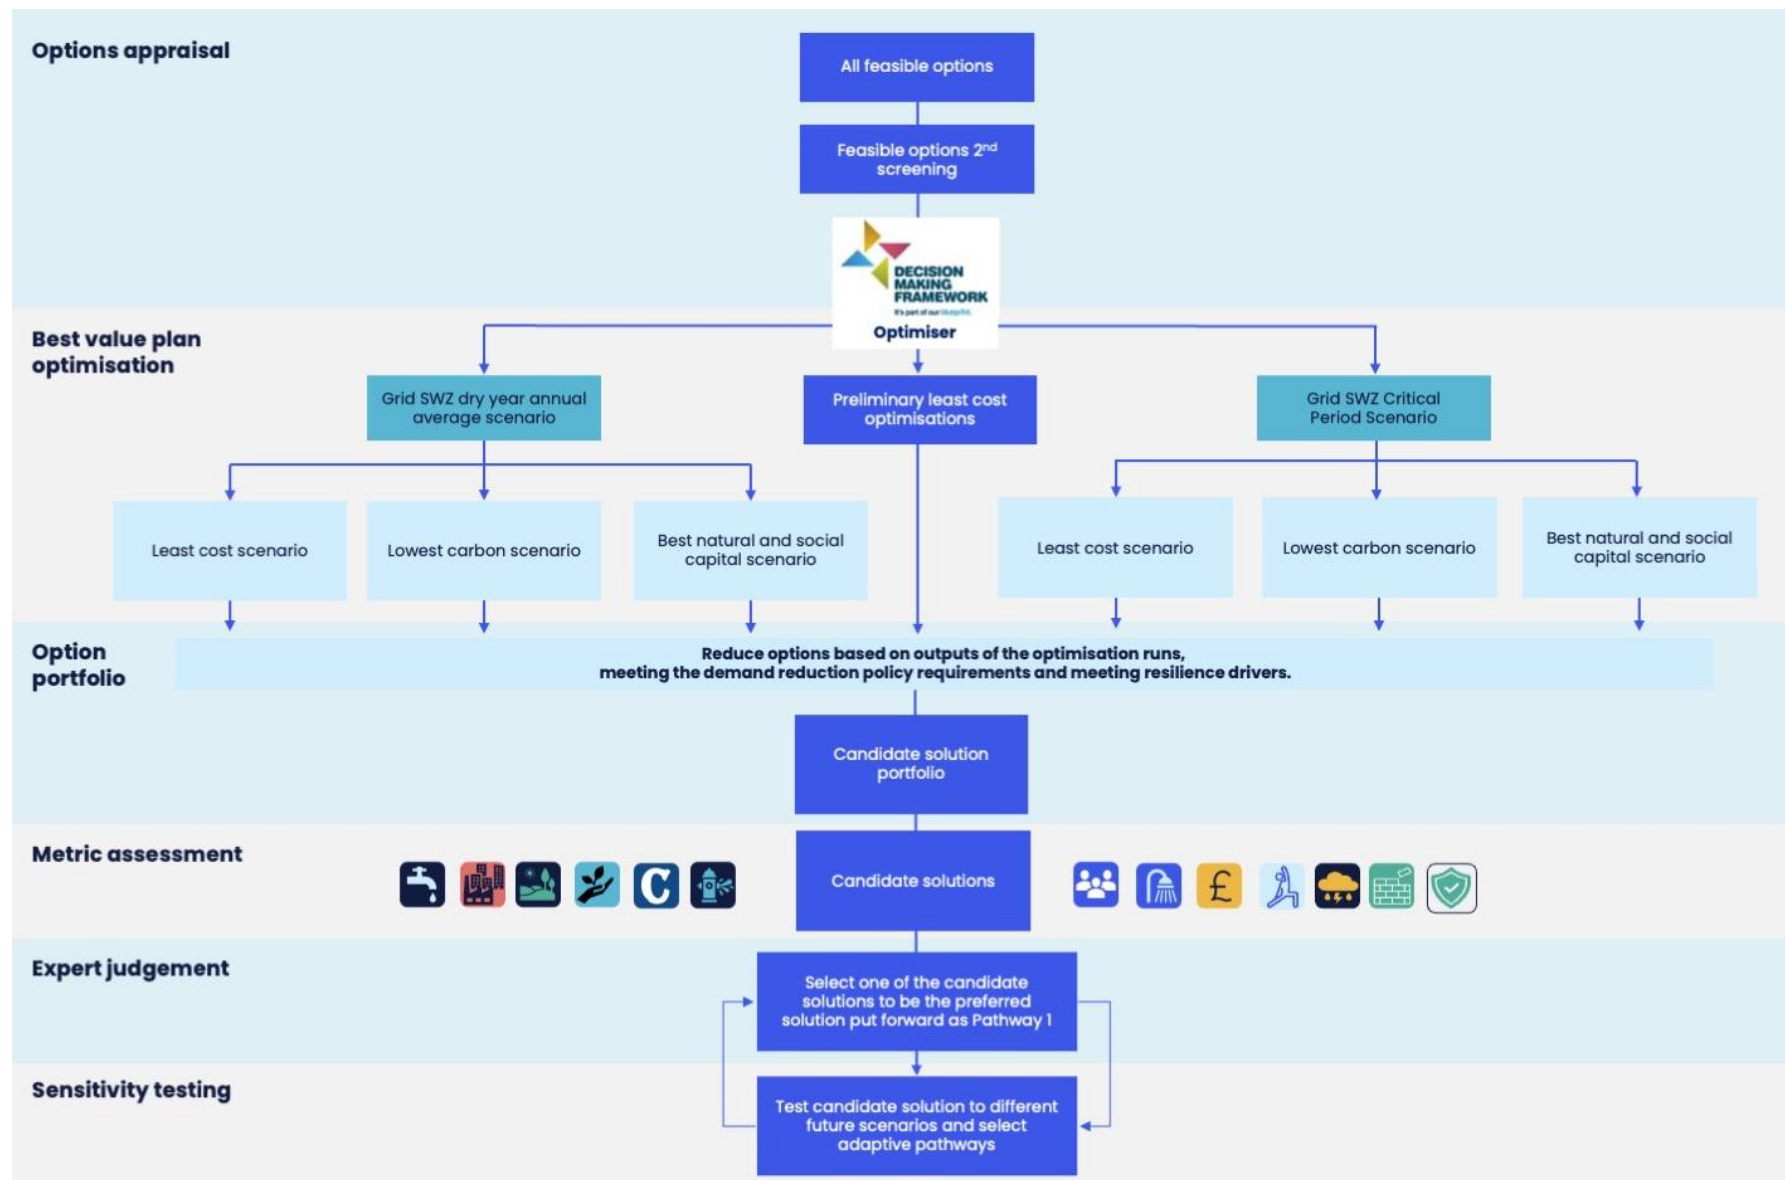 Options appraisal
All feasible options
Feasible options 2nd
screening
DECISION
MAKING
FRAMEWORK
It's part of our blueprint.
Optimiser
Best value plan
optimisation
Grid SWZ dry year annual
average scenario
Preliminary least cost
optimisations
Grid SWZ Critical
Period Scenario
Least cost scenario
Lowest carbon scenario
Best natural and social
capital scenario
Least cost scenario
Lowest carbon scenario
Best natural and social
capital scenario
Option
portfolio
Reduce options based on outputs of the optimisation runs,
meeting the demand reduction policy requirements and meeting resilience drivers.
Candidate solution
portfolio
Metric assessment
C
Candidate solutions
£
Expert judgement
Select one of the candidate
solutions to be the preferred
solution put forward as Pathway 1
Sensitivity testing
Test candidate solution to different
future scenarios and select
adaptive pathways